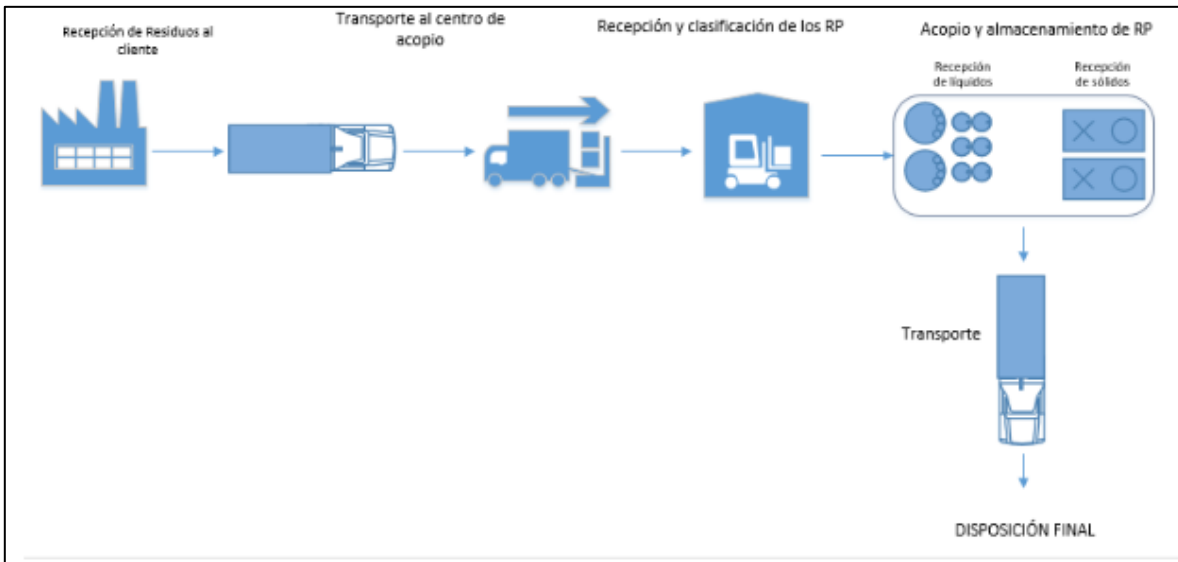 Recepción de Residuos al
cliente
Transporte al centro de
acopio
Recepción y clasificación de los RP
Acopio y almacenamiento de RP
Recepción
de líquidos
Recepción
de sólidos
Transporte
DISPOSICIÓN FINAL